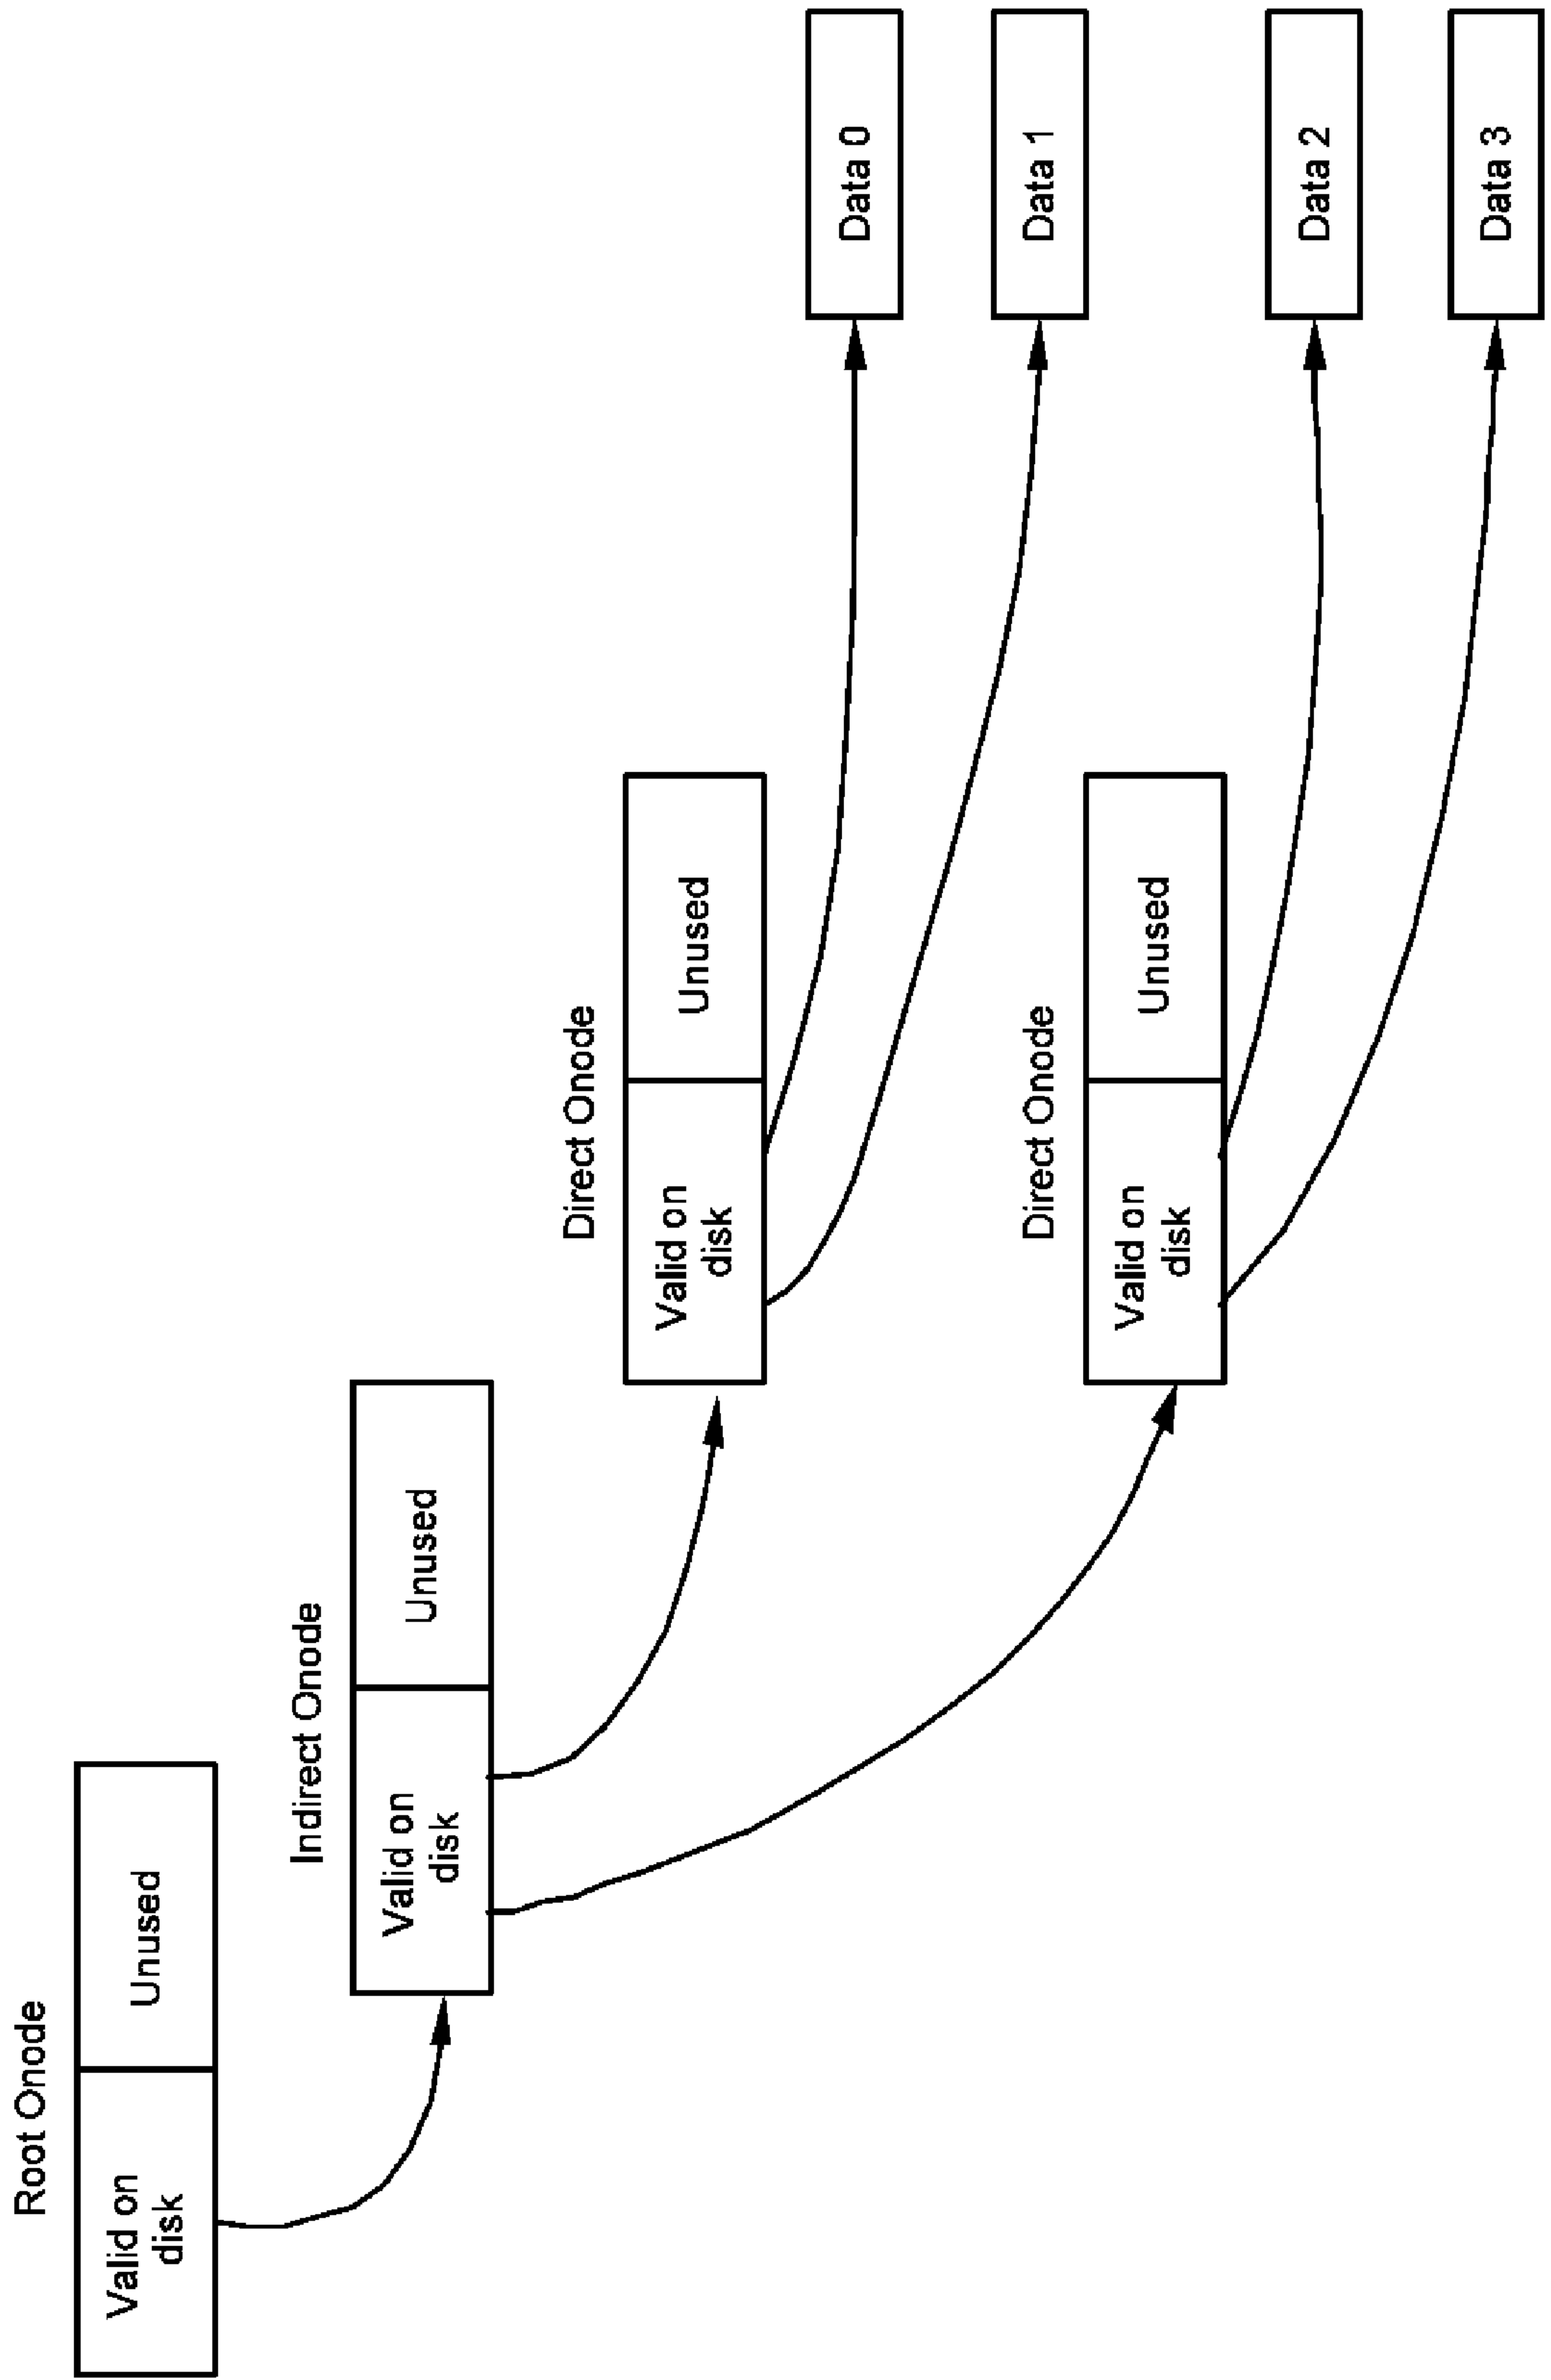 Root Onode
Valid on
disk
Unused
Indirect Onode
Valid on
disk
Unused
Direct Onode
Valid on
disk
Unused
Data 0
Data 1
Direct Onode
Valid on
disk
Unused
Data 2
Data 3